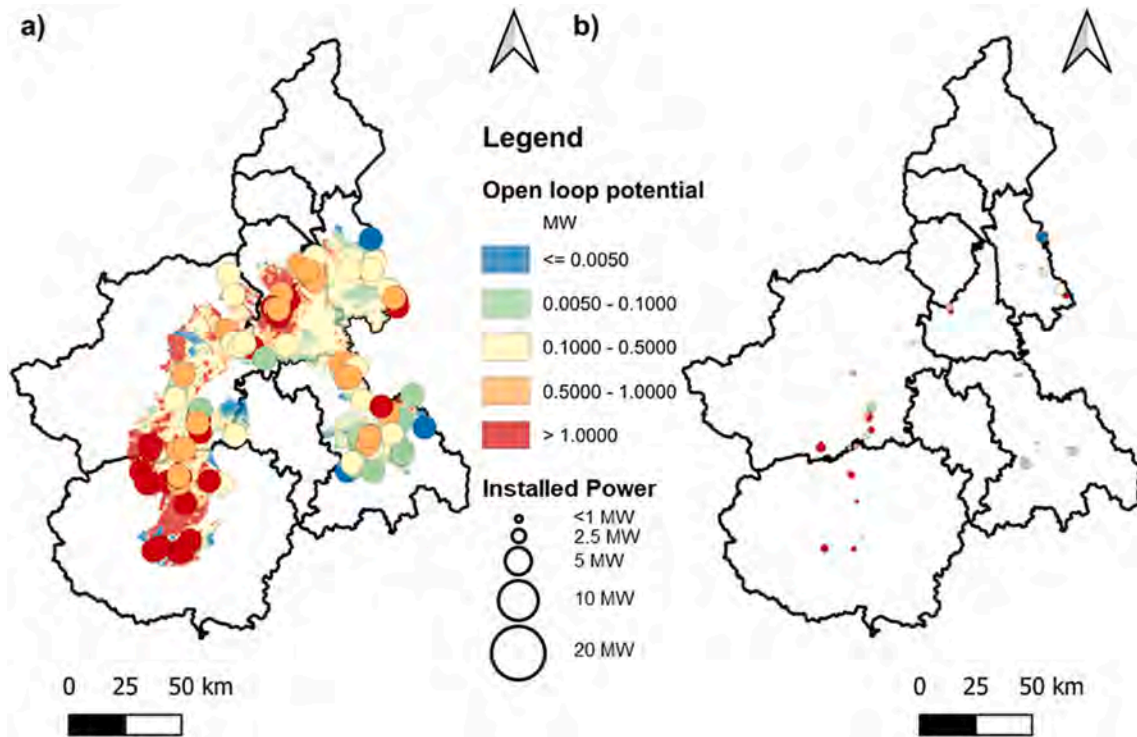 a)
b)
Legend
Open loop potential
MW
<= 0.0050
0.0050 - 0.1000
0.1000 - 0.5000
0.5000 - 1.0000
> 1.0000
Installed Power
<1 MW
2.5 MW
5 MW
10 MW
20 MW
0 25 50 km
0 25 50 km